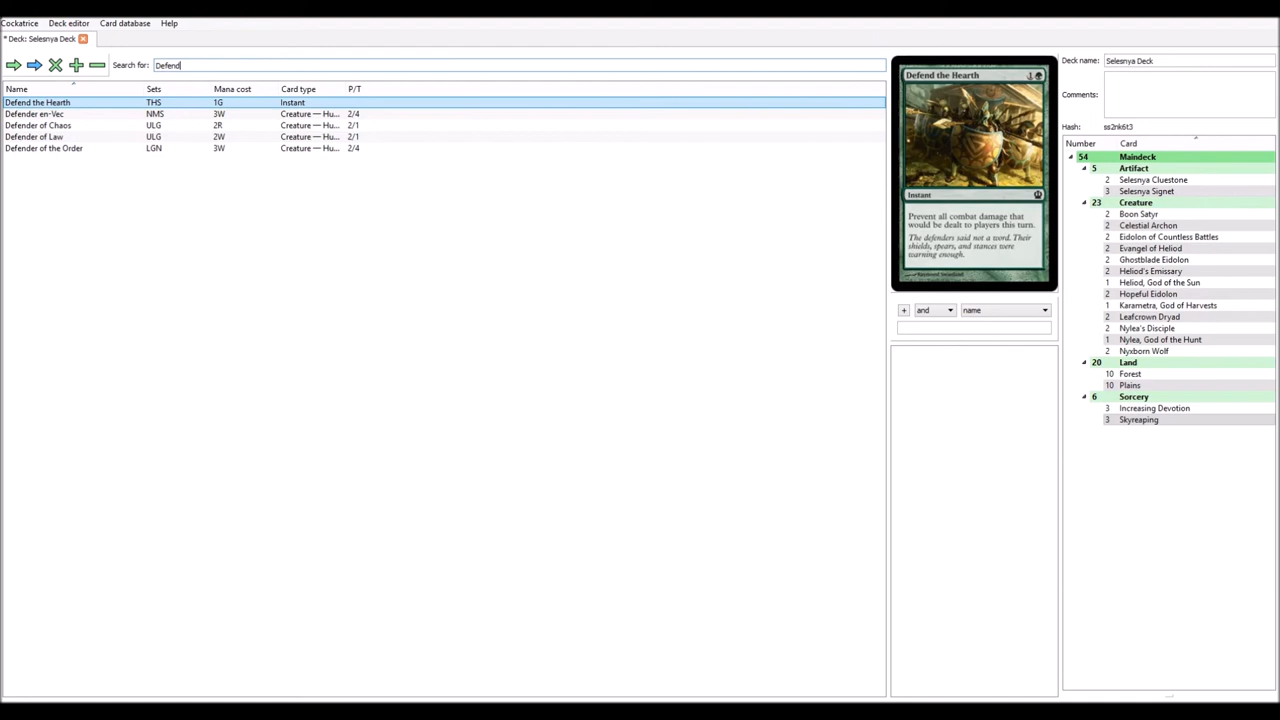 Cockatrice Deck editor Card database Help
* Deck: Selesnya Deck
Search for: Defend
Name Sets Mana cost Card type P/T
Defend the Hearth THS 1G Instant
Defender en-Vec NMS 3W Creature — Hu... 2/4
Defender of Chaos ULG 2R Creature — Hu... 2/1
Defender of Law ULG 2W Creature — Hu... 2/1
Defender of the Order LGN 3W Creature — Hu... 2/4
Defend the Hearth 1
Instant
Prevent all combat damage that
would be dealt to players this turn.
The defenders said not a word. Their
shields, spears, and stances were
warning enough.
+ and name
Deck name: Selesnya Deck
Comments:
Hash: ss2nk6t3
Number Card
54 Maindeck
5 Artifact
2 Selesnya Cluestone
3 Selesnya Signet
23 Creature
2 Boon Satyr
2 Celestial Archon
2 Eidolon of Countless Battles
2 Evangel of Heliod
2 Ghostblade Eidolon
2 Heliod's Emissary
1 Heliod, God of the Sun
2 Hopeful Eidolon
1 Karametra, God of Harvests
2 Leafcrown Dryad
2 Nylea's Disciple
1 Nylea, God of the Hunt
2 Nyxborn Wolf
20 Land
10 Forest
10 Plains
6 Sorcery
3 Increasing Devotion
3 Skyreaping